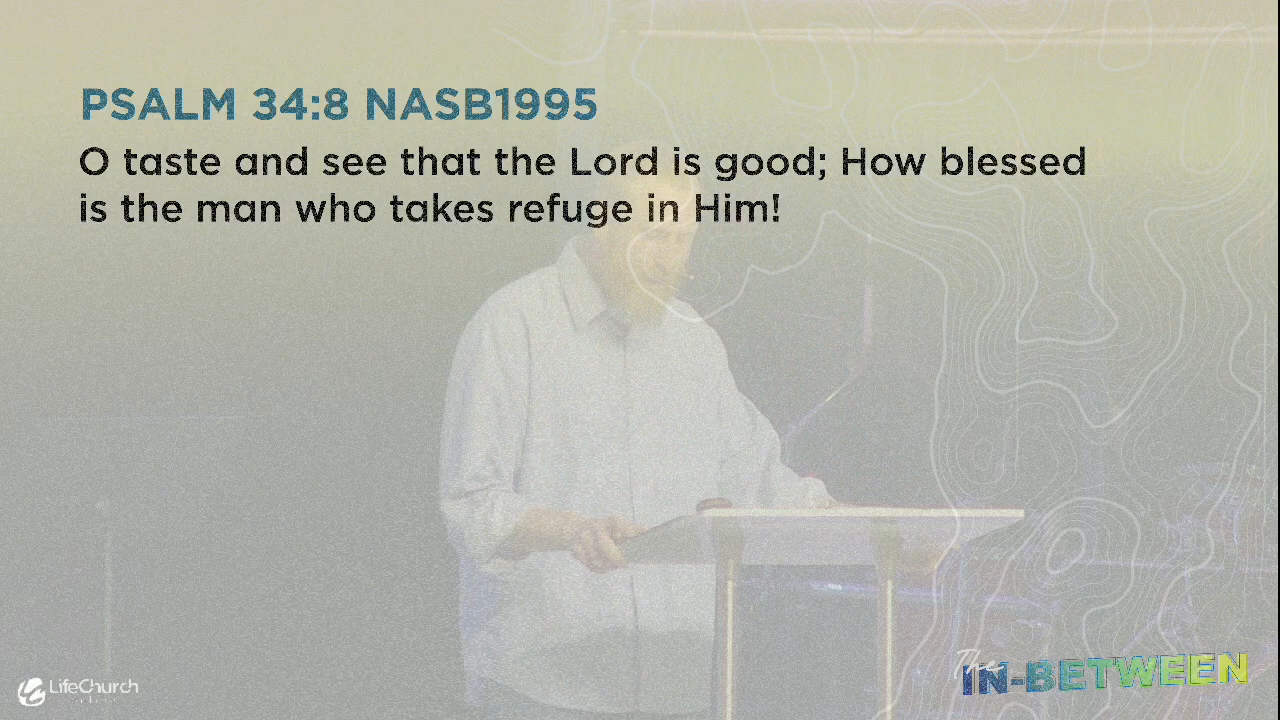 PSALM 34:8 NASB1995
O taste and see that the Lord is good; How blessed
is the man who takes refuge in Him!
The
IN-BETWEEN
LifeChurch